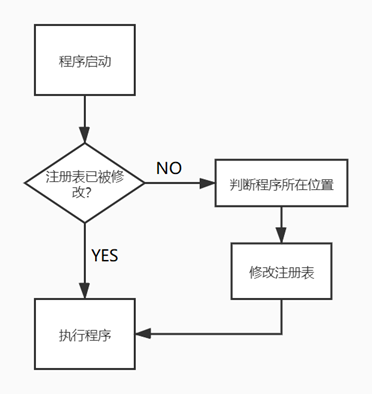 程序启动
注册表已被修
改？
NO
判断程序所在位置
YES
修改注册表
执行程序